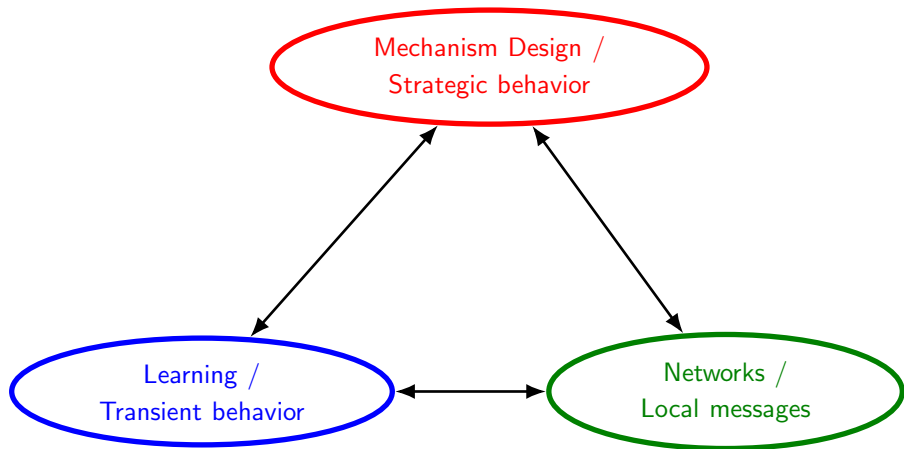 Mechanism Design /
Strategic behavior
Learning /
Transient behavior
Networks /
Local messages